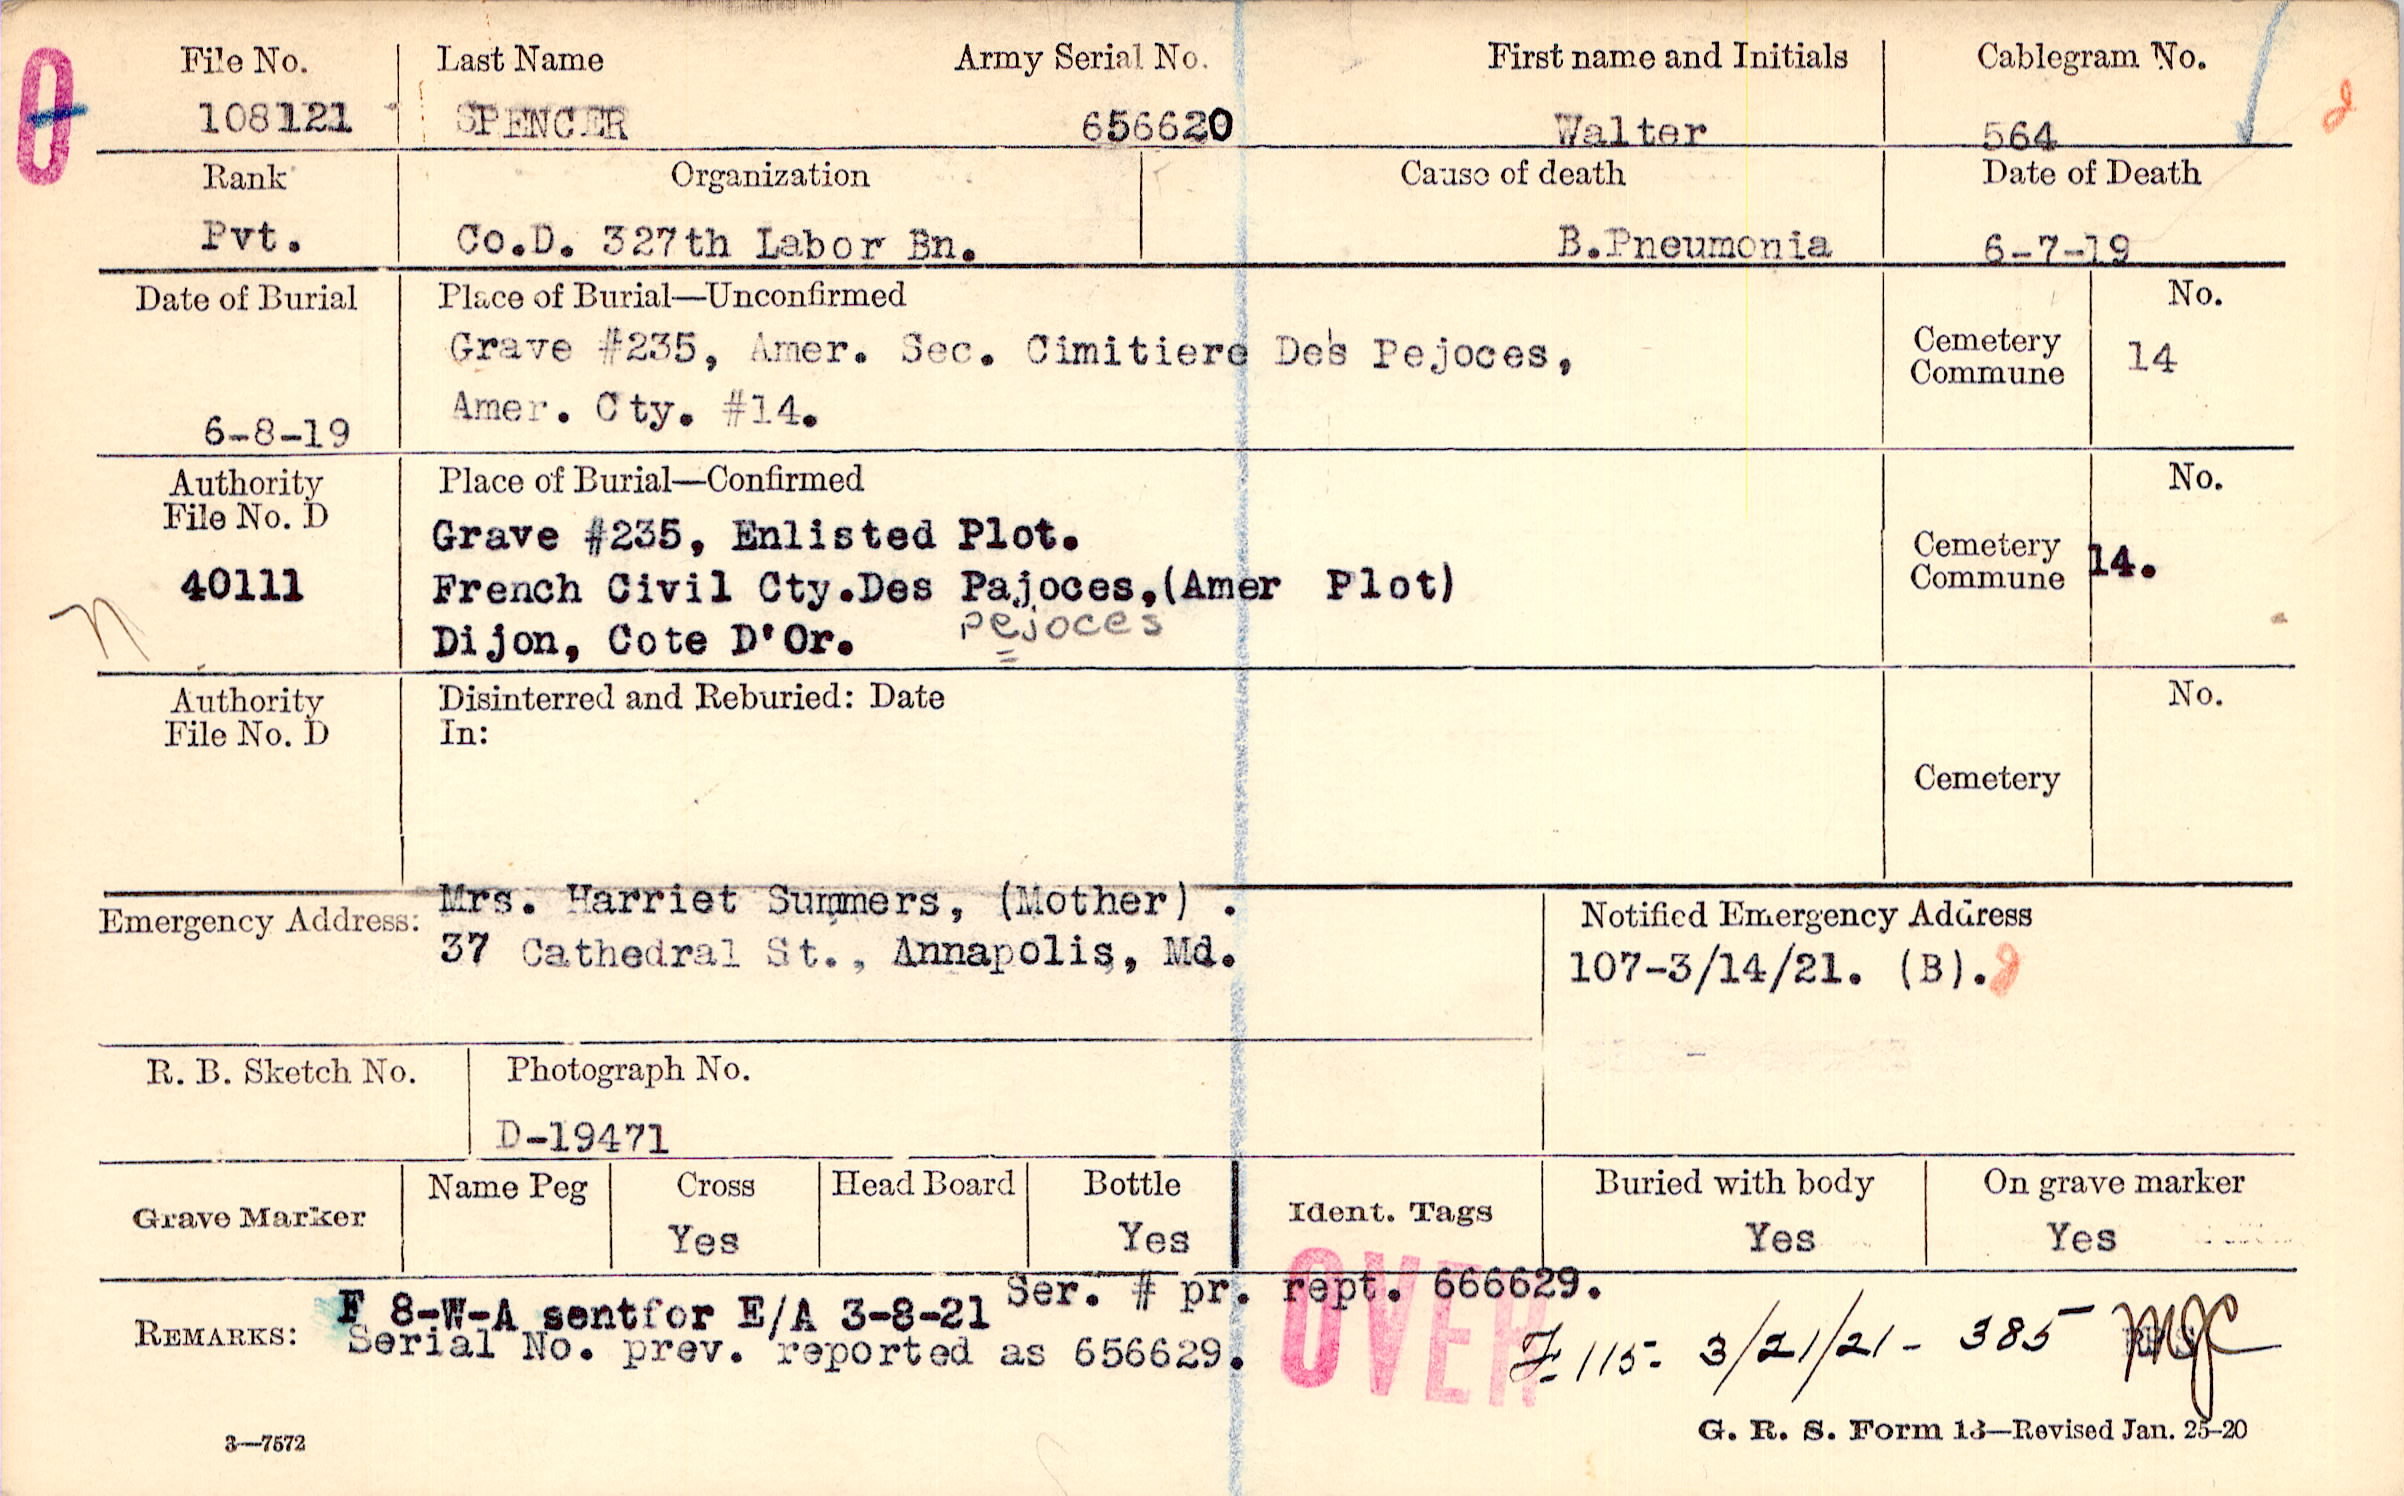 File No. Last Name Army Serial No. First name and Initials Cablegram No.
0 108121 SPENCER 656620 Walter 564
Rank Organization Cause of death Date of Death
Pvt. Co.D. 327th Labor Bn. B.Pneumonia 6-7-19
Date of Burial Place of Burial—Unconfirmed No.
Grave #235, Amer. Sec. Cimitiere Des Pejoces, Cemetery
Commune 14
Amer. Cty. #14.
6-8-19
Authority
File No. D
Place of Burial—Confirmed No.
Grave #235, Enlisted Plot.
40111 French Civil Cty.Des Pajoces,(Amer Plot) Cemetery
Commune 14.
pejoces
Dijon, Cote D'Or.
Authority
File No. D
Disinterred and Reburied: Date
In:
No.
Cemetery
Emergency Address: Mrs. Harriet Summers, (Mother) .
37 Cathedral St., Annapolis, Md.
Notified Emergency Address
107-3/14/21. (B).
R. B. Sketch No. Photograph No.
D-19471
Grave Marker Name Peg Cross Head Board Bottle Ident. Tags Buried with body On grave marker
Yes Yes Yes Yes
Ser. # pr. rept. 666629.
REMARKS: F 8-W-A sentfor E/A 3-8-21
Serial No. prev. reported as 656629.
OVER
F. 115- 3/21/21- 385- MJC
3—7572
G. R. S. Form 13—Revised Jan. 25-20